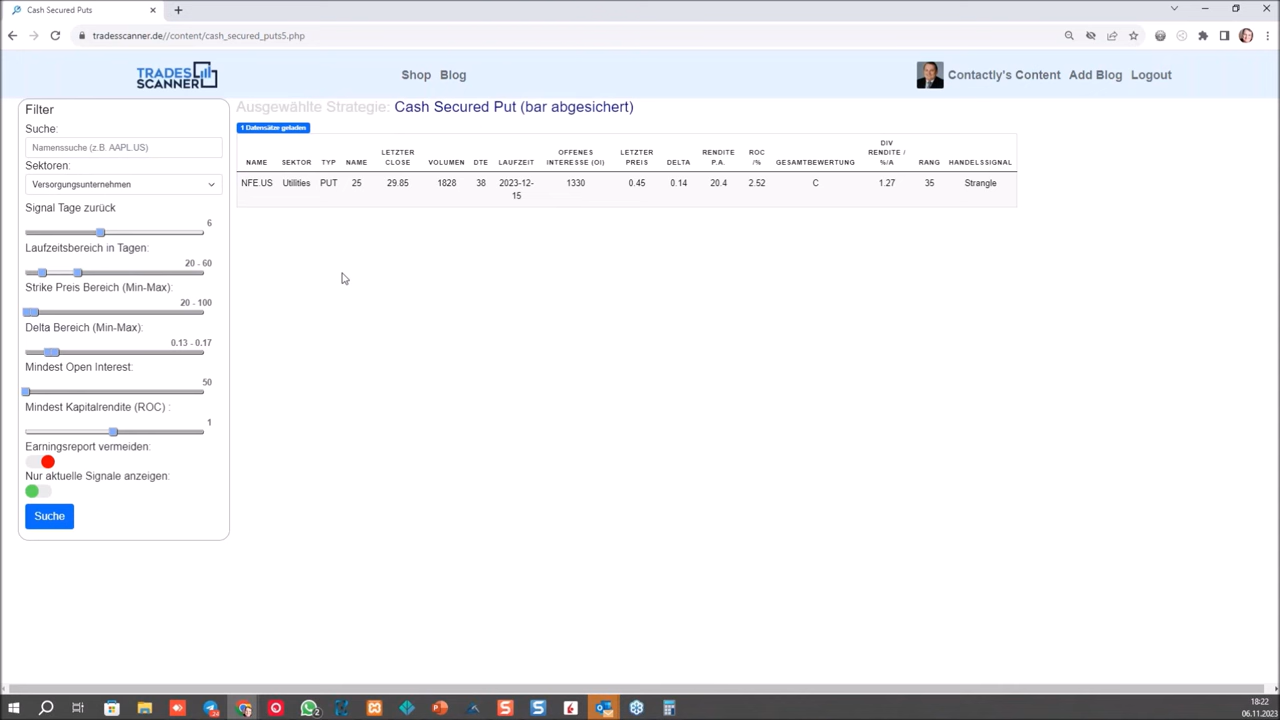 Cash Secured Puts
tradesscanner.de//content/cash_secured_puts5.php
TRADES
SCANNER
Shop Blog
Contactly's Content Add Blog Logout
Filter
Suche:
Namenssuche (z.B. AAPL.US)
Sektoren:
Versorgungsunternehmen
Signal Tage zurück
6
Laufzeitsbereich in Tagen:
20 - 60
Strike Preis Bereich (Min-Max):
20 - 100
Delta Bereich (Min-Max):
0.13 - 0.17
Mindest Open Interest:
50
Mindest Kapitalrendite (ROC) :
1
Earningsreport vermeiden:
Nur aktuelle Signale anzeigen:
Suche
Ausgewählte Strategie: Cash Secured Put (bar abgesichert)
1 Datensätze geladen
NAME SEKTOR TYP NAME LETZTER CLOSE VOLUMEN DTE LAUFZEIT OFFENES INTERESSE (OI) LETZTER PREIS DELTA RENDITE P.A. ROC /% GESAMTBEWERTUNG DIV RENDITE / %/A RANG HANDELSSIGNAL
NFE.US Utilities PUT 25 29.85 1828 38 2023-12-15 1330 0.45 0.14 20.4 2.52 C 1.27 35 Strangle
18:22
06.11.2023